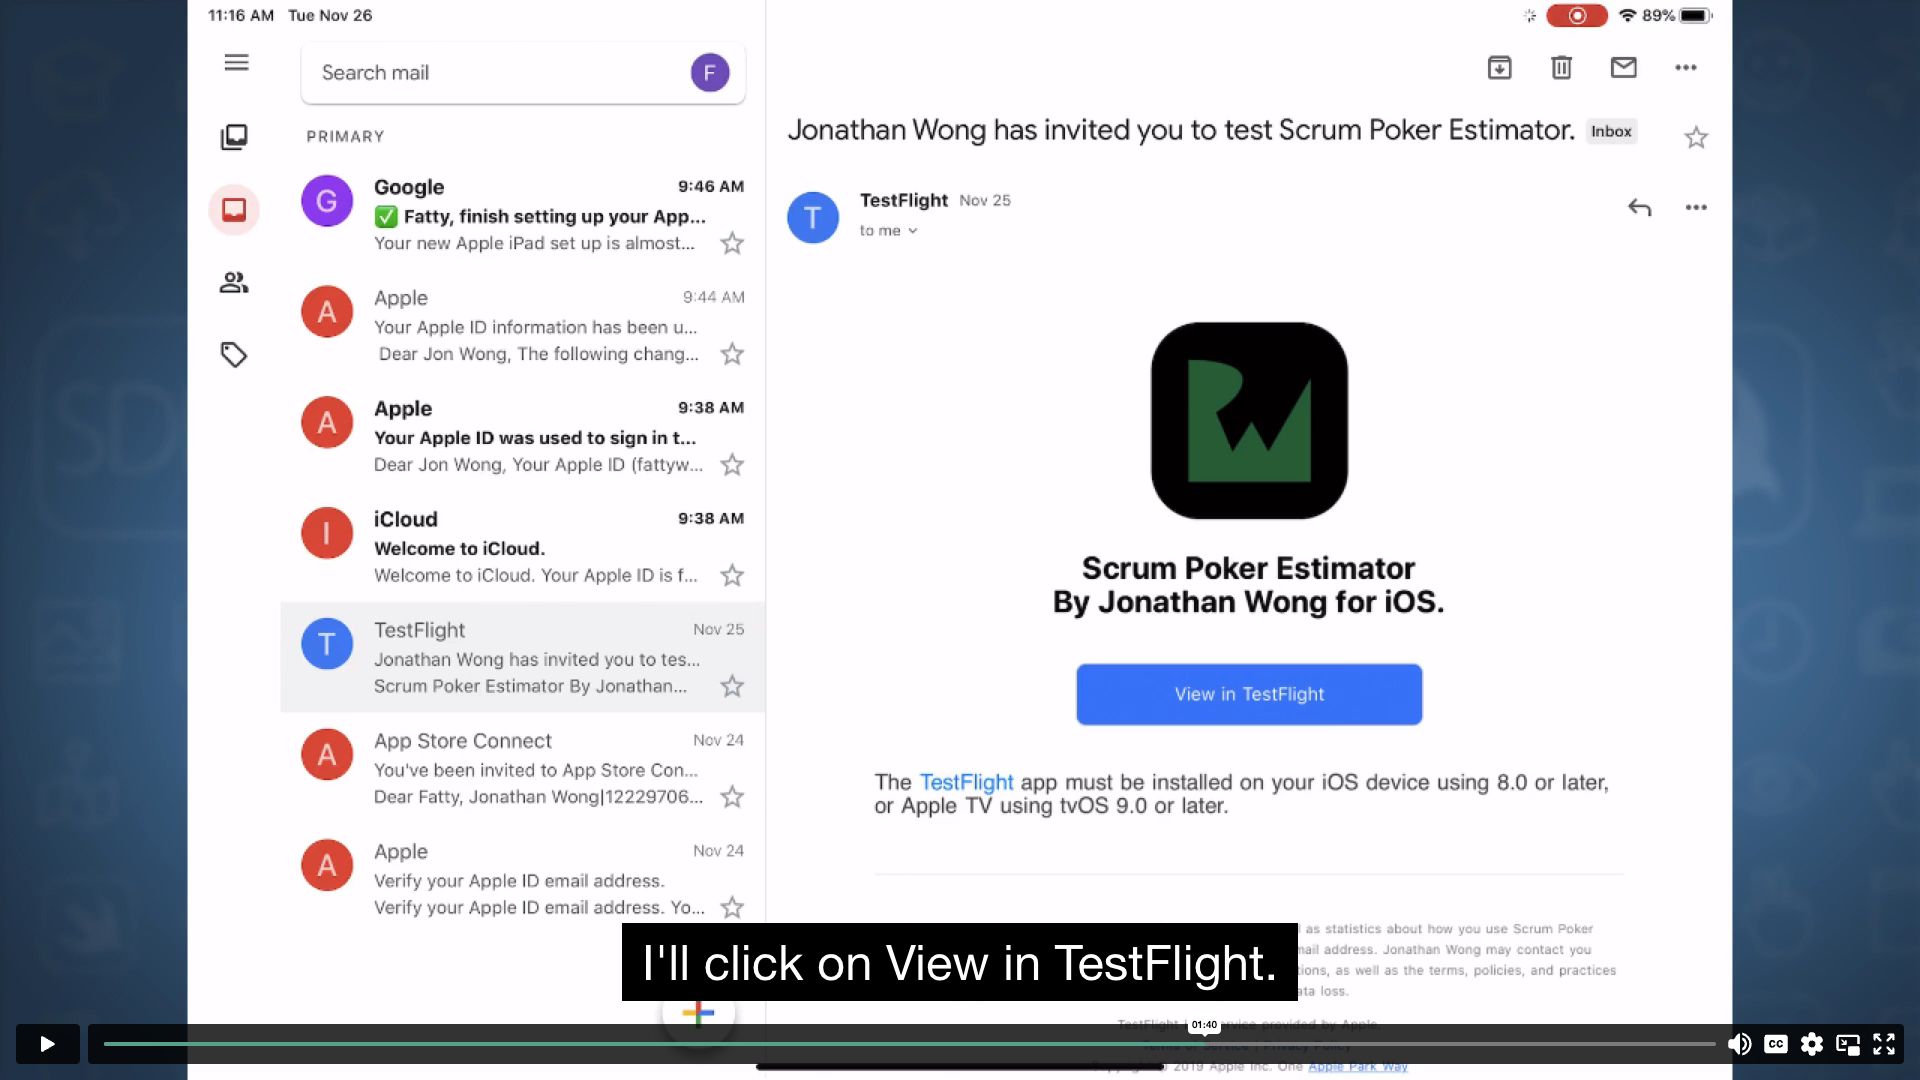 11:16 AM Tue Nov 26
89%
Search mail
F
PRIMARY
G
Google 9:46 AM
✅ Fatty, finish setting up your App...
Your new Apple iPad set up is almost...
A
Apple 9:44 AM
Your Apple ID information has been u...
Dear Jon Wong, The following chang...
A
Apple 9:38 AM
Your Apple ID was used to sign in t...
Dear Jon Wong, Your Apple ID (fattyw...
I
iCloud 9:38 AM
Welcome to iCloud.
Welcome to iCloud. Your Apple ID is f...
T
TestFlight Nov 25
Jonathan Wong has invited you to tes...
Scrum Poker Estimator By Jonathan...
A
App Store Connect Nov 24
You've been invited to App Store Con...
Dear Fatty, Jonathan Wong|12229706...
A
Apple Nov 24
Verify your Apple ID email address.
Verify your Apple ID email address. Yo...
Jonathan Wong has invited you to test Scrum Poker Estimator. Inbox
T
TestFlight Nov 25
to me
Scrum Poker Estimator
By Jonathan Wong for iOS.
View in TestFlight
The TestFlight app must be installed on your iOS device using 8.0 or later,
or Apple TV using tvOS 9.0 or later.
as statistics about how you use Scrum Poker
mail address. Jonathan Wong may contact you
tions, as well as the terms, policies, and practices
ata loss.
I'll click on View in TestFlight.
TestFlight provided by Apple.
01:40
Privacy Policy
2019 Apple Inc. One Apple Park Way
CC
SD